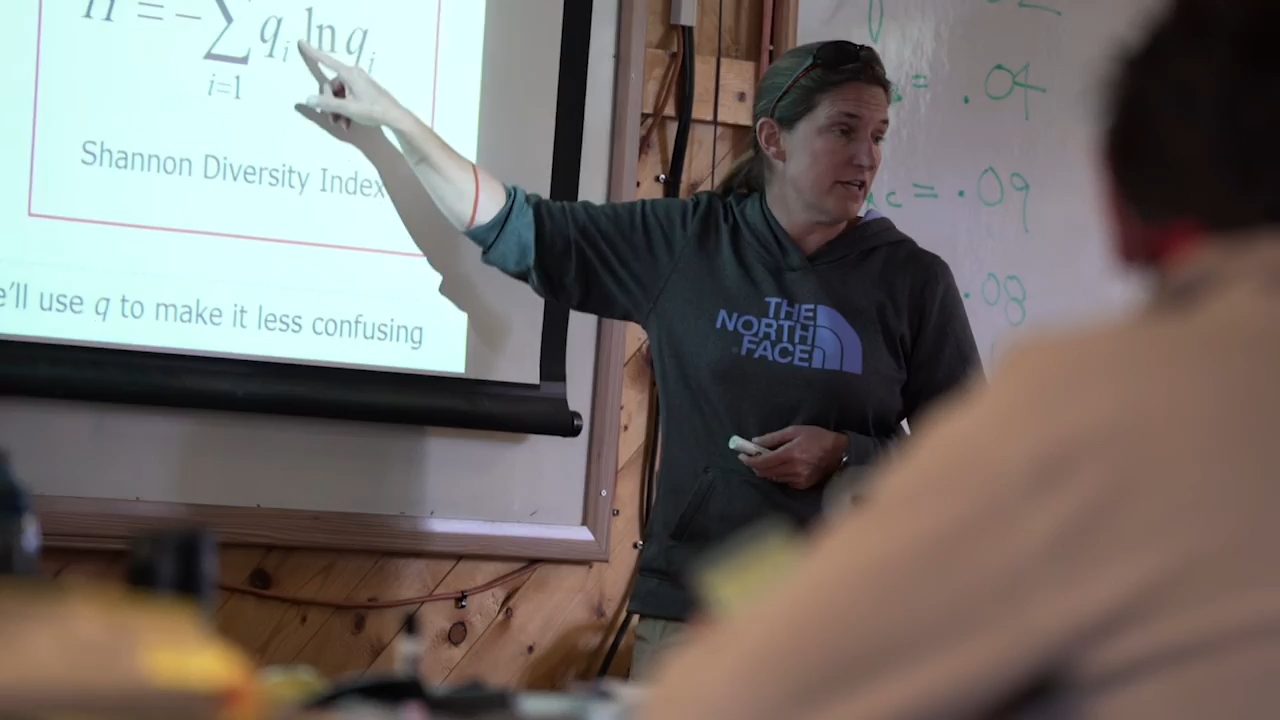 H = -∑ qᵢ ln qᵢ
i=1
Shannon Diversity Index
e'll use q to make it less confusing
THE
NORTH
FACE
= .04
c = .09
.08